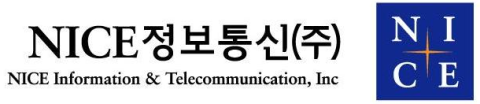 NICE정보통신(주)
NICE Information & Telecommunication, Inc
N I
C E